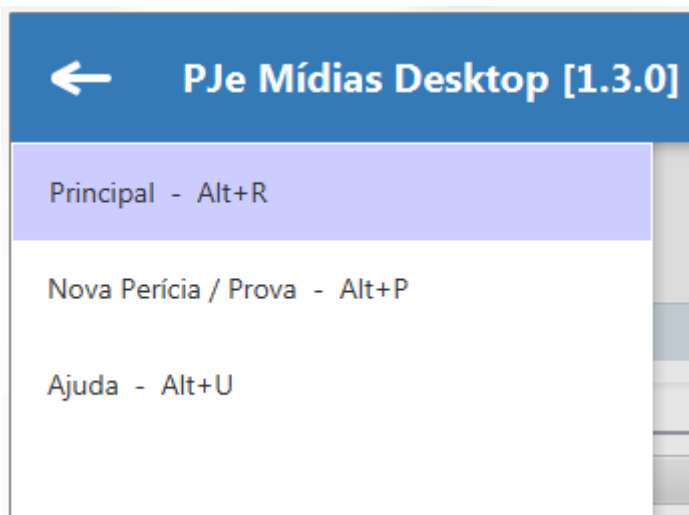 PJe Mídias Desktop [1.3.0]
Principal - Alt+R
Nova Perícia / Prova - Alt+P
Ajuda - Alt+U